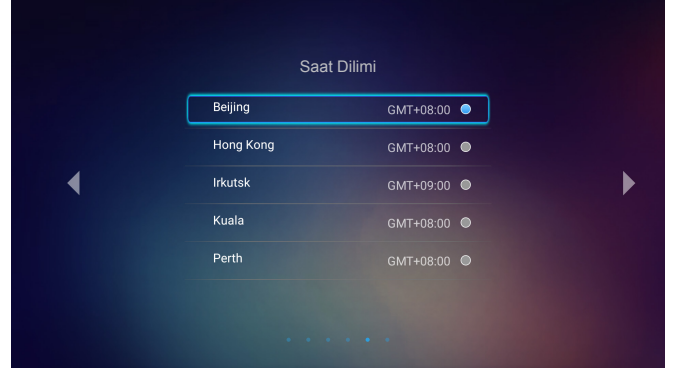 Saat Dilimi
Beijing GMT+08:00
Hong Kong GMT+08:00
Irkutsk GMT+09:00
Kuala GMT+08:00
Perth GMT+08:00